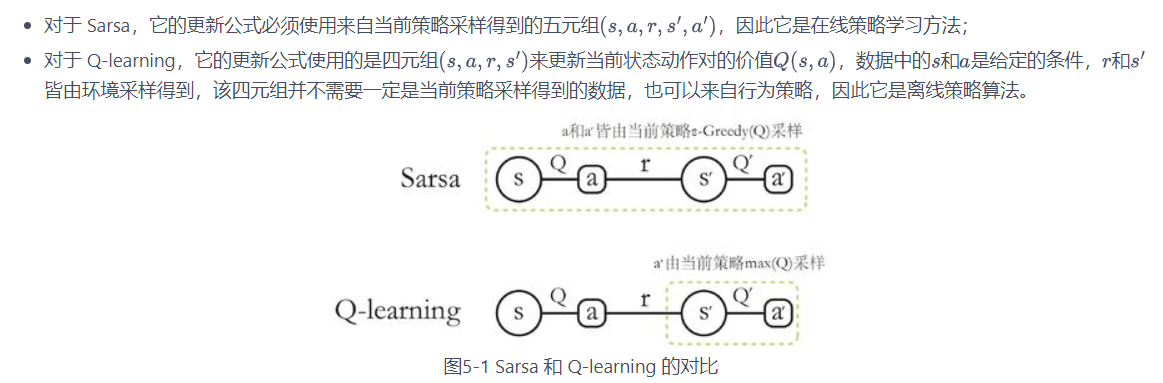 • 对于 Sarsa，它的更新公式必须使用来自当前策略采样得到的五元组(s, a, r, s′, a′)，因此它是在线策略学习方法；
• 对于 Q-learning，它的更新公式使用的是四元组(s, a, r, s′)来更新当前状态动作对的价值Q(s, a)，数据中的s和a是给定的条件，r和s′
皆由环境采样得到，该四元组并不需要一定是当前策略采样得到的数据，也可以来自行为策略，因此它是离线策略算法。
a和a′皆由当前策略ε-Greedy(Q)采样
Sarsa s Q a r s′ Q′ a′
a′由当前策略max(Q)采样
Q-learning s Q a r s′ Q′ a′
图5-1 Sarsa 和 Q-learning 的对比